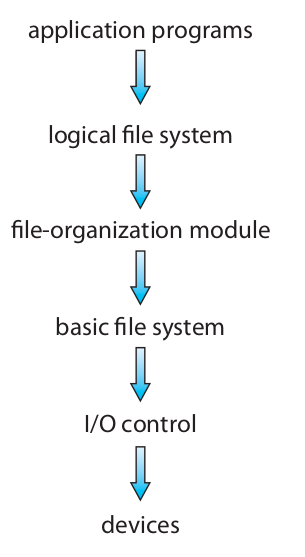 application programs
logical file system
file-organization module
basic file system
I/O control
devices